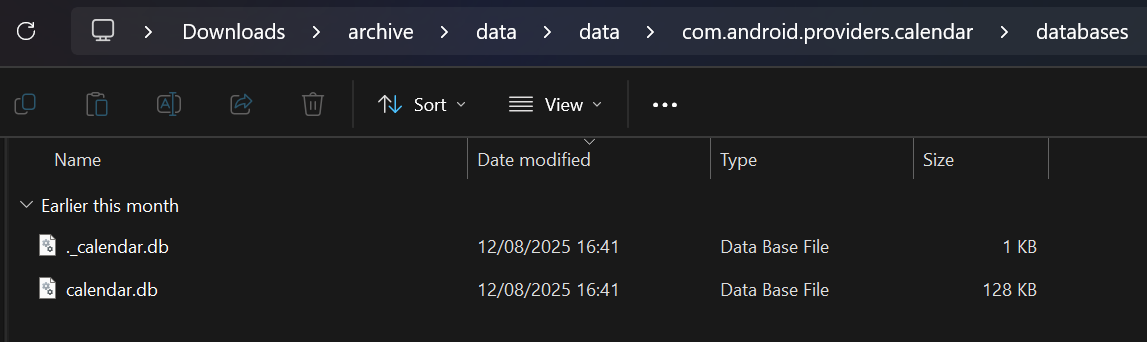 Downloads > archive > data > data > com.android.providers.calendar > databases
Sort View
Name Date modified Type Size
Earlier this month
._calendar.db 12/08/2025 16:41 Data Base File 1 KB
calendar.db 12/08/2025 16:41 Data Base File 128 KB